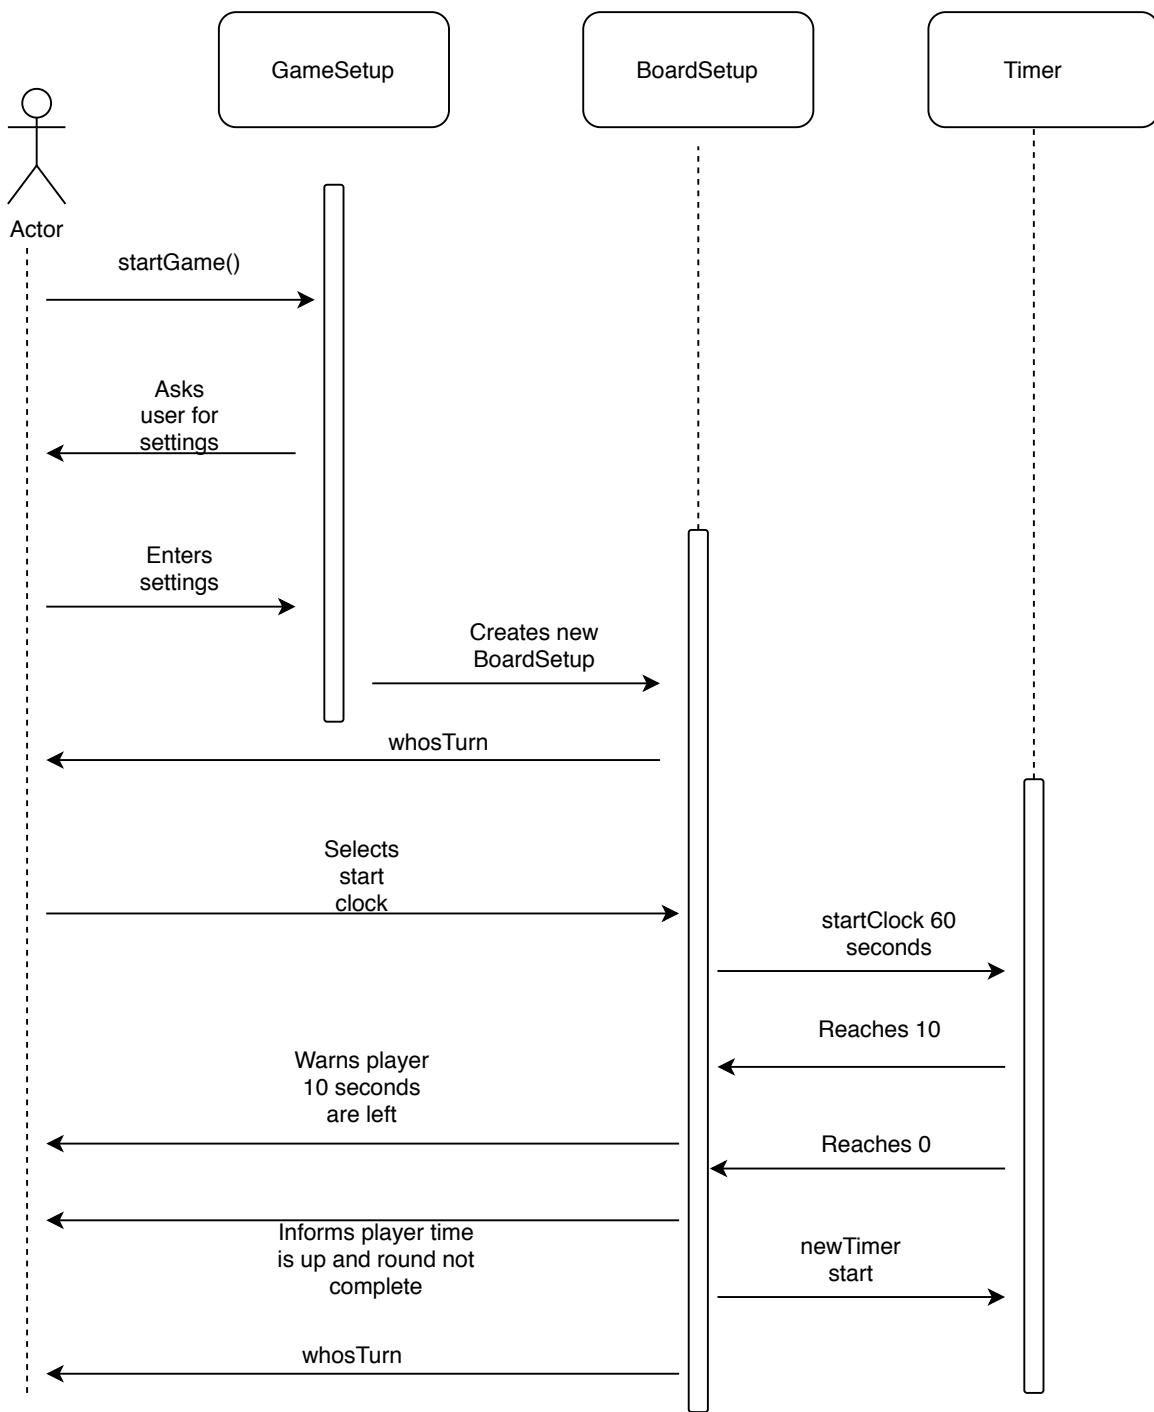 GameSetup
BoardSetup
Timer
Actor
startGame()
Asks
user for
settings
Enters
settings
Creates new
BoardSetup
whosTurn
Selects
start
clock
startClock 60
seconds
Reaches 10
Warns player
10 seconds
are left
Reaches 0
Informs player time
is up and round not
complete
newTimer
start
whosTurn